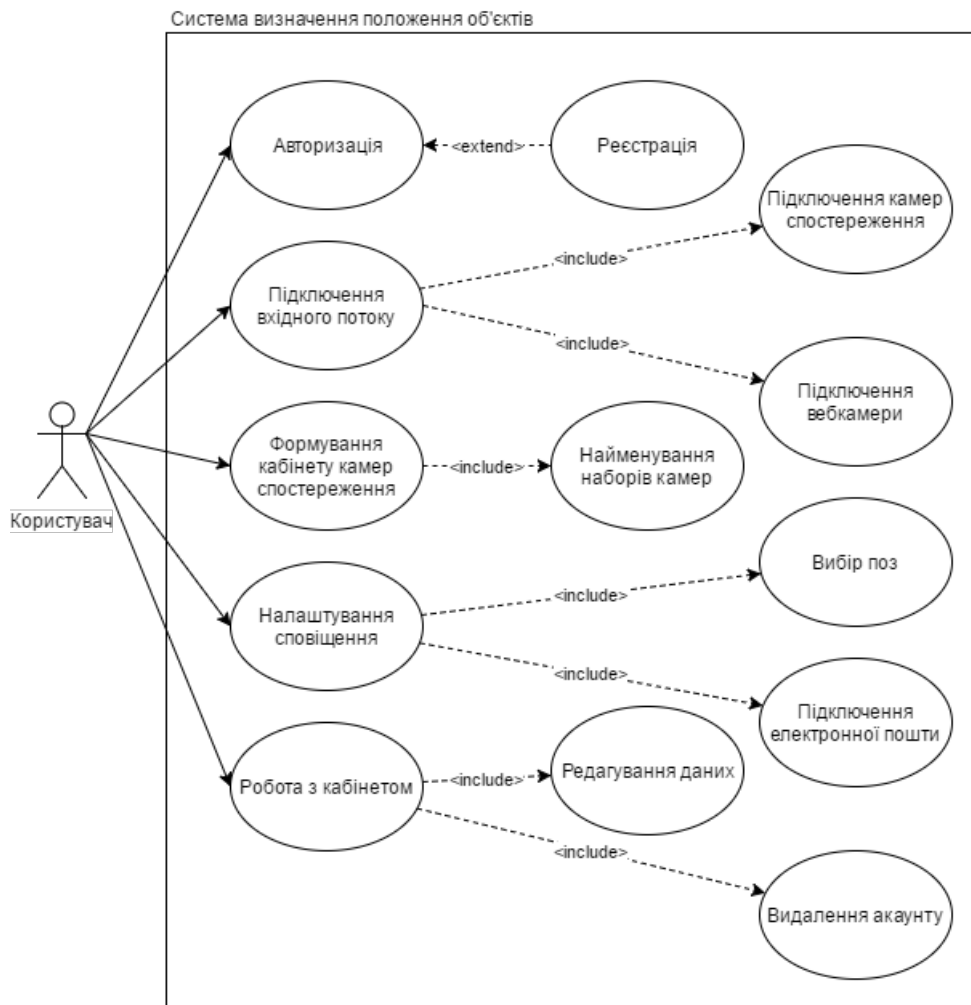 Система визначення положення об'єктів
Авторизація
<extend>
Реєстрація
Підключення камер
спостереження
<include>
Підключення
вхідного потоку
<include>
Підключення
вебкамери
Користувач
Формування
кабінету камер
спостереження
<include>
Найменування
наборів камер
Вибір поз
<include>
Налаштування
сповіщення
<include>
Підключення
електронної пошти
Робота з кабінетом
<include>
Редагування даних
<include>
Видалення акаунту